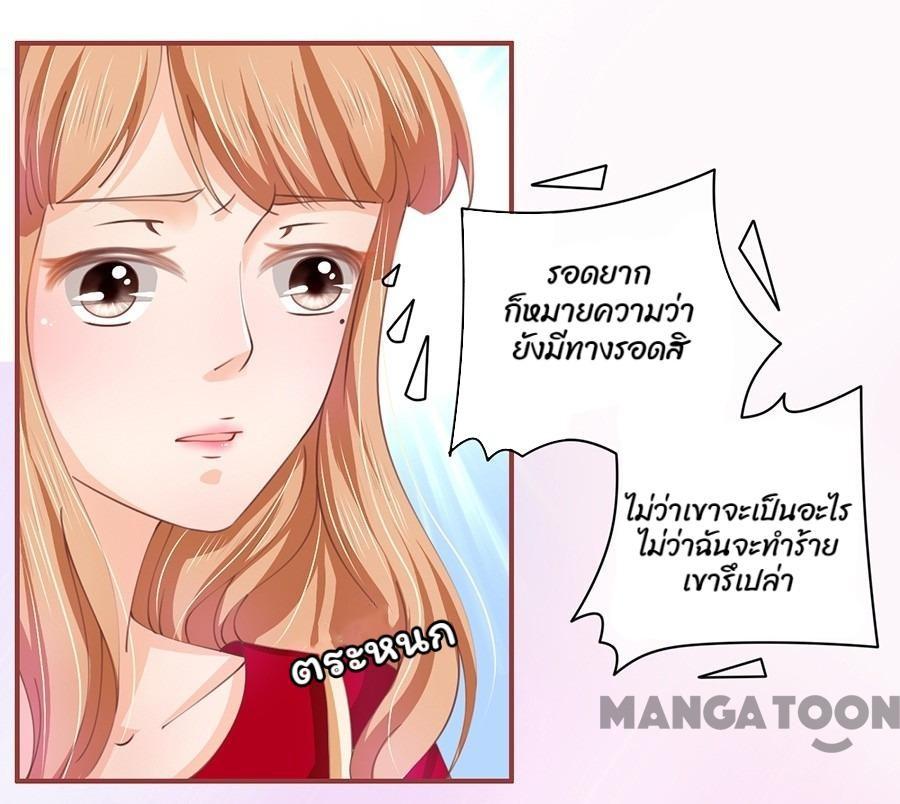 รอดยาก
ก็หมายความว่า
ยังมีทางรอดสิ
ไม่ว่าเขาจะเป็นอะไร
ไม่ว่าฉันจะทำร้าย
เขารึเปล่า
ตระหนก
MANGATOON